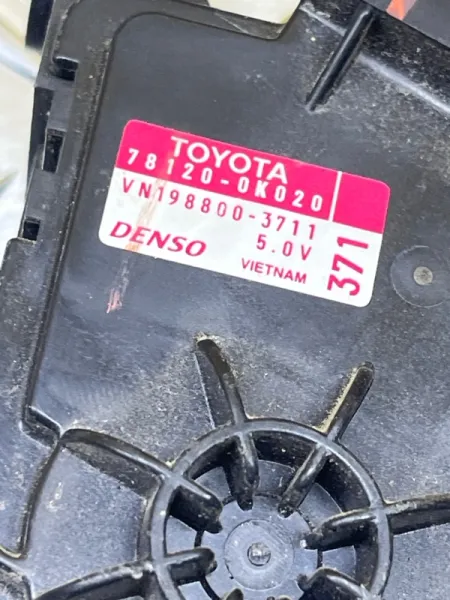 TOYOTA
78120-0K020
VN198800-3711
DENSO 5.0V
VIETNAM
371